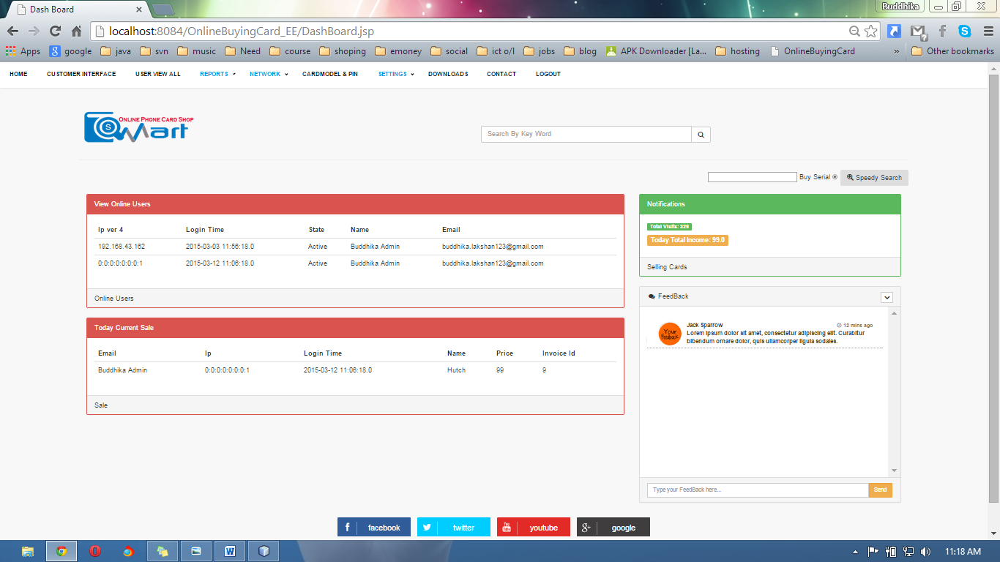 Dash Board
Buddhika
localhost:8084/OnlineBuyingCard_EE/DashBoard.jsp
Apps google java svn music Need course shoping emoney social ict o/l jobs blog APK Downloader [La... hosting OnlineBuyingCard » Other bookmarks
HOME CUSTOMER INTERFACE USER VIEW ALL REPORTS NETWORK CARDMODEL & PIN SETTINGS DOWNLOADS CONTACT LOGOUT
ONLINE PHONE CARD SHOP
S Mart
Search By Key Word
Buy Serial Speedy Search
View Online Users
Ip ver 4 Login Time State Name Email
192.168.43.162 2015-03-03 11:56:18.0 Active Buddhika Admin buddhika.lakshan123@gmail.com
0:0:0:0:0:0:0:1 2015-03-12 11:06:18.0 Active Buddhika Admin buddhika.lakshan123@gmail.com
Online Users
Today Current Sale
Email Ip Login Time Name Price Invoice Id
Buddhika Admin 0:0:0:0:0:0:0:1 2015-03-12 11:06:18.0 Hutch 99 9
Sale
Notifications
Total Visits: 329
Today Total Income: 99.0
Selling Cards
FeedBack
Your Feedback
Jack Sparrow 12 mins ago
Lorem ipsum dolor sit amet, consectetur adipiscing elit. Curabitur
bibendum ornare dolor, quis ullamcorper ligula sodales.
Type your FeedBack here...
Send
f facebook twitter You Tube youtube g+ google
11:18 AM